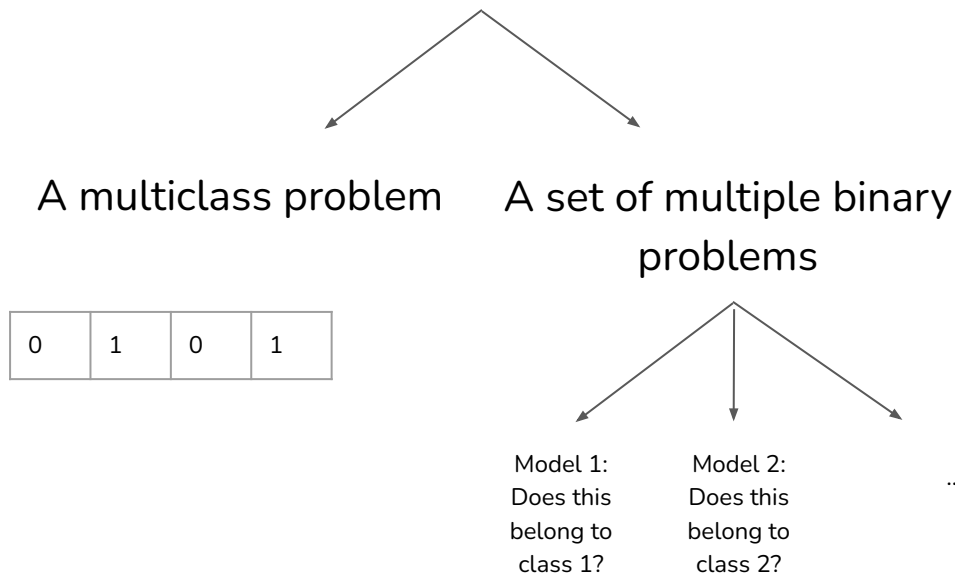 A multiclass problem
A set of multiple binary
problems
0 1 0 1
Model 1:
Does this
belong to
class 1?
Model 2:
Does this
belong to
class 2?
..